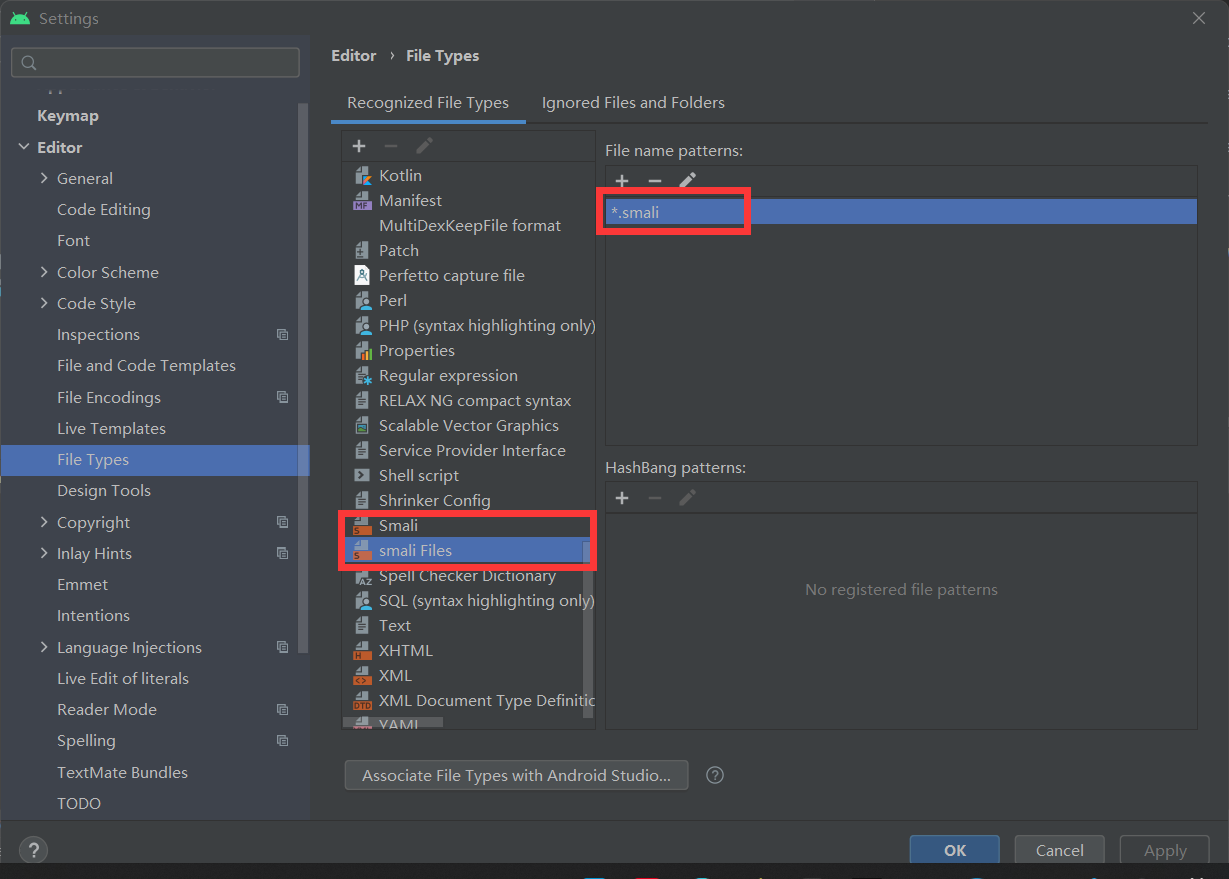 Settings
Editor › File Types
Keymap
Editor
General
Code Editing
Font
Color Scheme
Code Style
Inspections
File and Code Templates
File Encodings
Live Templates
File Types
Design Tools
Copyright
Inlay Hints
Emmet
Intentions
Language Injections
Live Edit of literals
Reader Mode
Spelling
TextMate Bundles
TODO
Recognized File Types
Ignored Files and Folders
Kotlin
MF Manifest
MultiDexKeepFile format
Patch
Perfetto capture file
Perl
PHP (syntax highlighting only)
Properties
Regular expression
RELAX NG compact syntax
Scalable Vector Graphics
Service Provider Interface
Shell script
Shrinker Config
S Smali
S smali Files
AZ Spell Checker Dictionary
SQL (syntax highlighting only)
Text
H XHTML
<> XML
DTD XML Document Type Definitic
YAML
File name patterns:
*.smali
HashBang patterns:
No registered file patterns
Associate File Types with Android Studio...
?
?
OK
Cancel
Apply